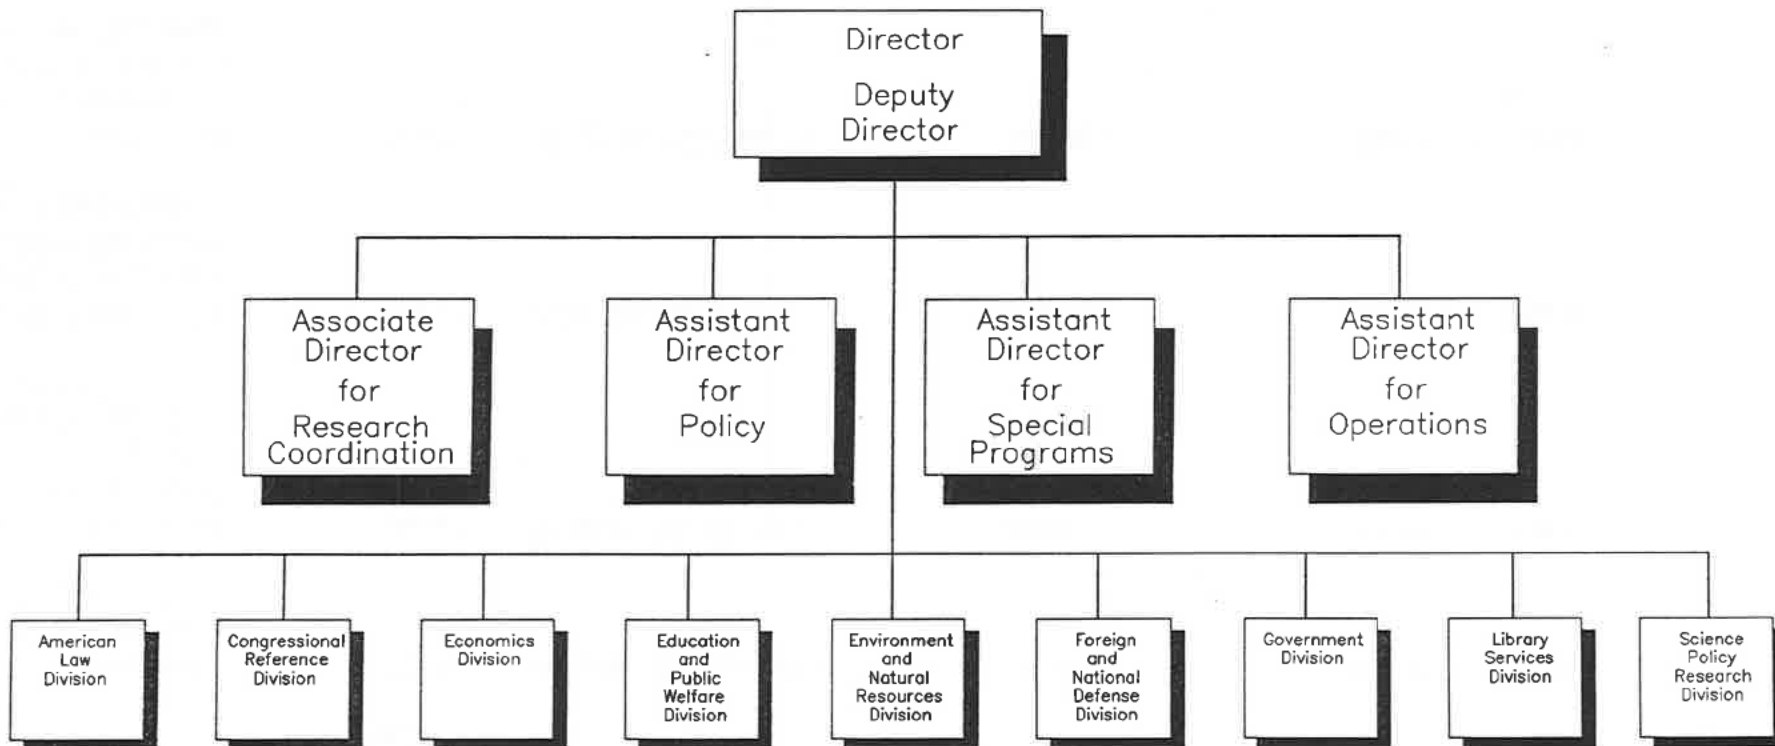 Director
Deputy
Director
Associate
Director
for
Research
Coordination
Assistant
Director
for
Policy
Assistant
Director
for
Special
Programs
Assistant
Director
for
Operations
American
Law
Division
Congressional
Reference
Division
Economics
Division
Education
and
Public
Welfare
Division
Environment
and
Natural
Resources
Division
Foreign
and
National
Defense
Division
Government
Division
Library
Services
Division
Science
Policy
Research
Division